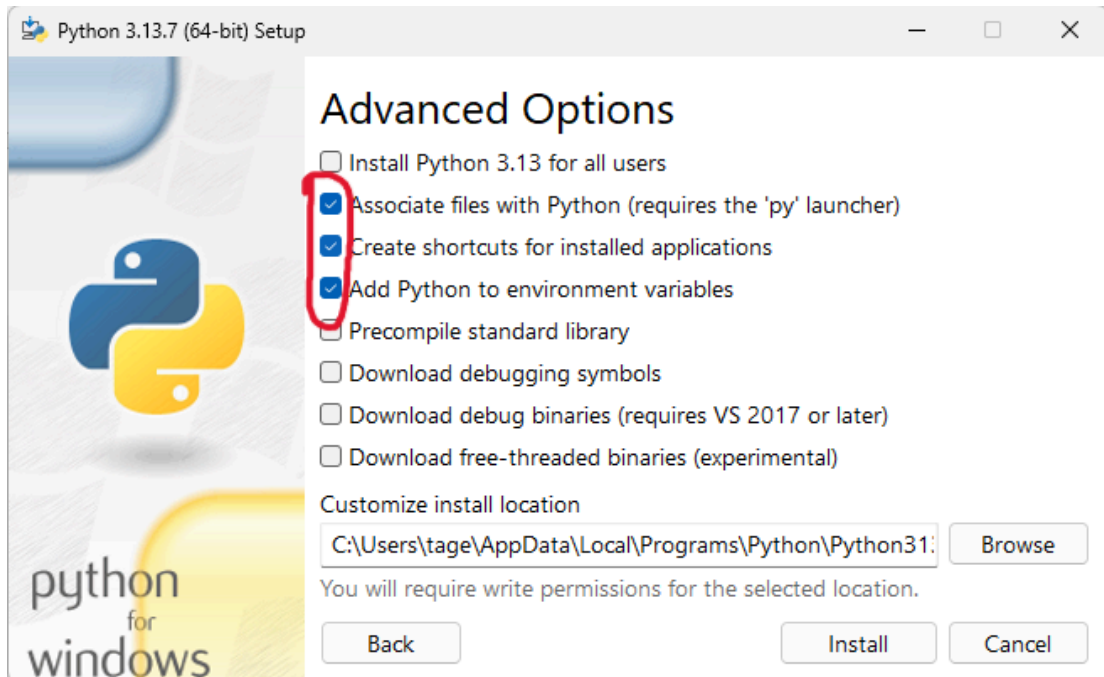 Python 3.13.7 (64-bit) Setup
Advanced Options
Install Python 3.13 for all users
Associate files with Python (requires the 'py' launcher)
Create shortcuts for installed applications
Add Python to environment variables
Precompile standard library
Download debugging symbols
Download debug binaries (requires VS 2017 or later)
Download free-threaded binaries (experimental)
Customize install location
C:\Users\tage\AppData\Local\Programs\Python\Python31
Browse
You will require write permissions for the selected location.
python
for
windows
Back
Install
Cancel